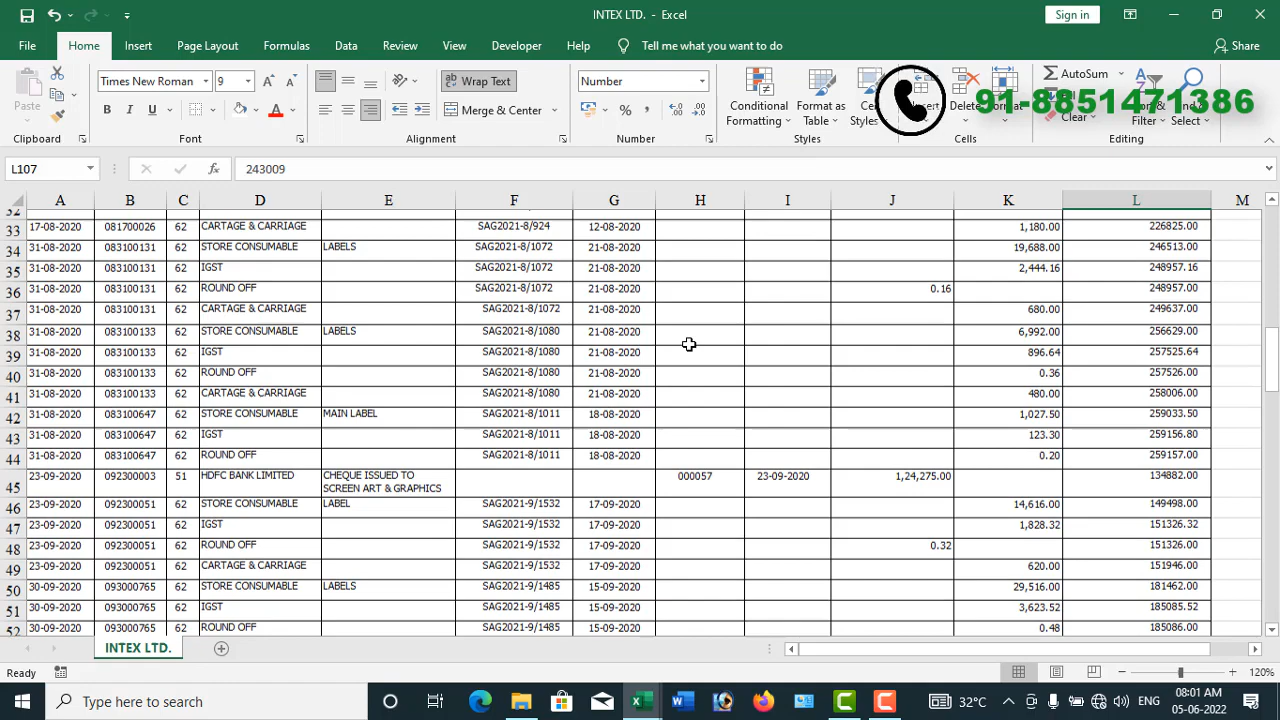 INTEX LTD. - Excel
Sign in
File Home Insert Page Layout Formulas Data Review View Developer Help Tell me what you want to do Share
Paste
Times New Roman 9
B I U A
ab Wrap Text
Merge & Center
Number
%
Conditional Formatting
Format as Table
Cell Styles
Insert
Delete
Format
AutoSum
Clear
Sort & Filter
Find & Select
91-8851471386
Clipboard Font Alignment Number Styles Cells Editing
L107 fx 243009
A B C D E F G H I J K L M
32
33 17-08-2020 081700026 62 CARTAGE & CARRIAGE SAG2021-8/924 12-08-2020 1,180.00 226825.00
34 31-08-2020 083100131 62 STORE CONSUMABLE LABELS SAG2021-8/1072 21-08-2020 19,688.00 246513.00
35 31-08-2020 083100131 62 IGST SAG2021-8/1072 21-08-2020 2,444.16 248957.16
36 31-08-2020 083100131 62 ROUND OFF SAG2021-8/1072 21-08-2020 0.16 248957.00
37 31-08-2020 083100131 62 CARTAGE & CARRIAGE SAG2021-8/1072 21-08-2020 680.00 249637.00
38 31-08-2020 083100133 62 STORE CONSUMABLE LABELS SAG2021-8/1080 21-08-2020 6,992.00 256629.00
39 31-08-2020 083100133 62 IGST SAG2021-8/1080 21-08-2020 896.64 257525.64
40 31-08-2020 083100133 62 ROUND OFF SAG2021-8/1080 21-08-2020 0.36 257526.00
41 31-08-2020 083100133 62 CARTAGE & CARRIAGE SAG2021-8/1080 21-08-2020 480.00 258006.00
42 31-08-2020 083100647 62 STORE CONSUMABLE MAIN LABEL SAG2021-8/1011 18-08-2020 1,027.50 259033.50
43 31-08-2020 083100647 62 IGST SAG2021-8/1011 18-08-2020 123.30 259156.80
44 31-08-2020 083100647 62 ROUND OFF SAG2021-8/1011 18-08-2020 0.20 259157.00
45 23-09-2020 092300003 51 HDFC BANK LIMITED CHEQUE ISSUED TO 000057 23-09-2020 1,24,275.00 134882.00
SCREEN ART & GRAPHICS
46 23-09-2020 092300051 62 STORE CONSUMABLE LABEL SAG2021-9/1532 17-09-2020 14,616.00 149498.00
47 23-09-2020 092300051 62 IGST SAG2021-9/1532 17-09-2020 1,828.32 151326.32
48 23-09-2020 092300051 62 ROUND OFF SAG2021-9/1532 17-09-2020 0.32 151326.00
49 23-09-2020 092300051 62 CARTAGE & CARRIAGE SAG2021-9/1532 17-09-2020 620.00 151946.00
50 30-09-2020 093000765 62 STORE CONSUMABLE LABELS SAG2021-9/1485 15-09-2020 29,516.00 181462.00
51 30-09-2020 093000765 62 IGST SAG2021-9/1485 15-09-2020 3,623.52 185085.52
52 30-09-2020 093000765 62 ROUND OFF SAG2021-9/1485 15-09-2020 0.48 185086.00
INTEX LTD.
Ready 120%
Type here to search 32°C ENG 08:01 AM
05-06-2022